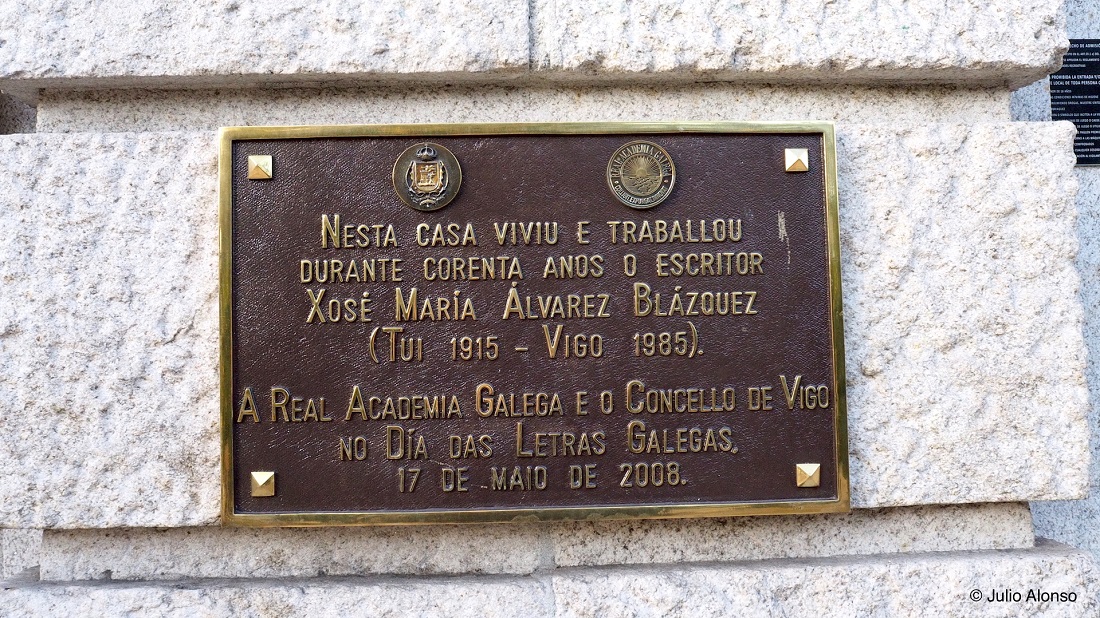 Nesta casa viviu e traballou
durante corenta anos o escritor
Xosé María Álvarez Blázquez
(Tui 1915 - Vigo 1985).
A Real Academia Galega e o Concello de Vigo
no Día das Letras Galegas,
17 de maio de 2008.
© Julio Alonso